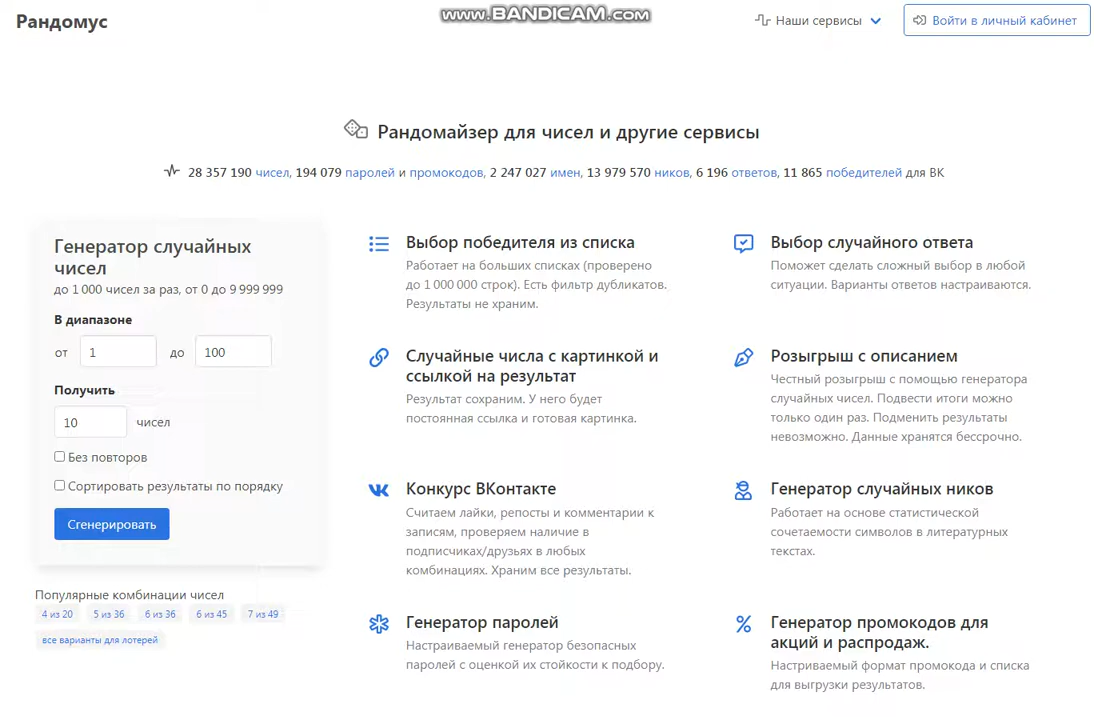 Рандомус
www.BANDICAM.com
Наши сервисы
Войти в личный кабинет
Рандомайзер для чисел и другие сервисы
28 357 190 чисел, 194 079 паролей и промокодов, 2 247 027 имен, 13 979 570 ников, 6 196 ответов, 11 865 победителей для ВК
Генератор случайных
чисел
до 1 000 чисел за раз, от 0 до 9 999 999
В диапазоне
от 1 до 100
Получить
10 чисел
Без повторов
Сортировать результаты по порядку
Сгенерировать
Популярные комбинации чисел
4 из 20 5 из 36 6 из 36 6 из 45 7 из 49
все варианты для лотерей
Выбор победителя из списка
Работает на больших списках (проверено
до 1 000 000 строк). Есть фильтр дубликатов.
Результаты не храним.
Случайные числа с картинкой и
ссылкой на результат
Результат сохраним. У него будет
постоянная ссылка и готовая картинка.
Конкурс ВКонтакте
Считаем лайки, репосты и комментарии к
записям, проверяем наличие в
подписчиках/друзьях в любых
комбинациях. Храним все результаты.
Генератор паролей
Настраиваемый генератор безопасных
паролей с оценкой их стойкости к подбору.
Выбор случайного ответа
Поможет сделать сложный выбор в любой
ситуации. Варианты ответов настраиваются.
Розыгрыш с описанием
Честный розыгрыш с помощью генератора
случайных чисел. Подвести итоги можно
только один раз. Подменить результаты
невозможно. Данные хранятся бессрочно.
Генератор случайных ников
Работает на основе статистической
сочетаемости символов в литературных
текстах.
Генератор промокодов для
акций и распродаж.
Настраиваемый формат промокода и списка
для выгрузки результатов.